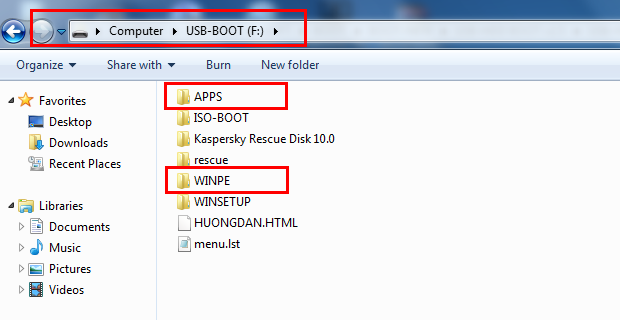 Computer USB-BOOT (F:)
Organize Share with Burn New folder
Favorites
Desktop
Downloads
Recent Places
Libraries
Documents
Music
Pictures
Videos
APPS
ISO-BOOT
Kaspersky Rescue Disk 10.0
rescue
WINPE
WINSETUP
HUONGDAN.HTML
menu.lst